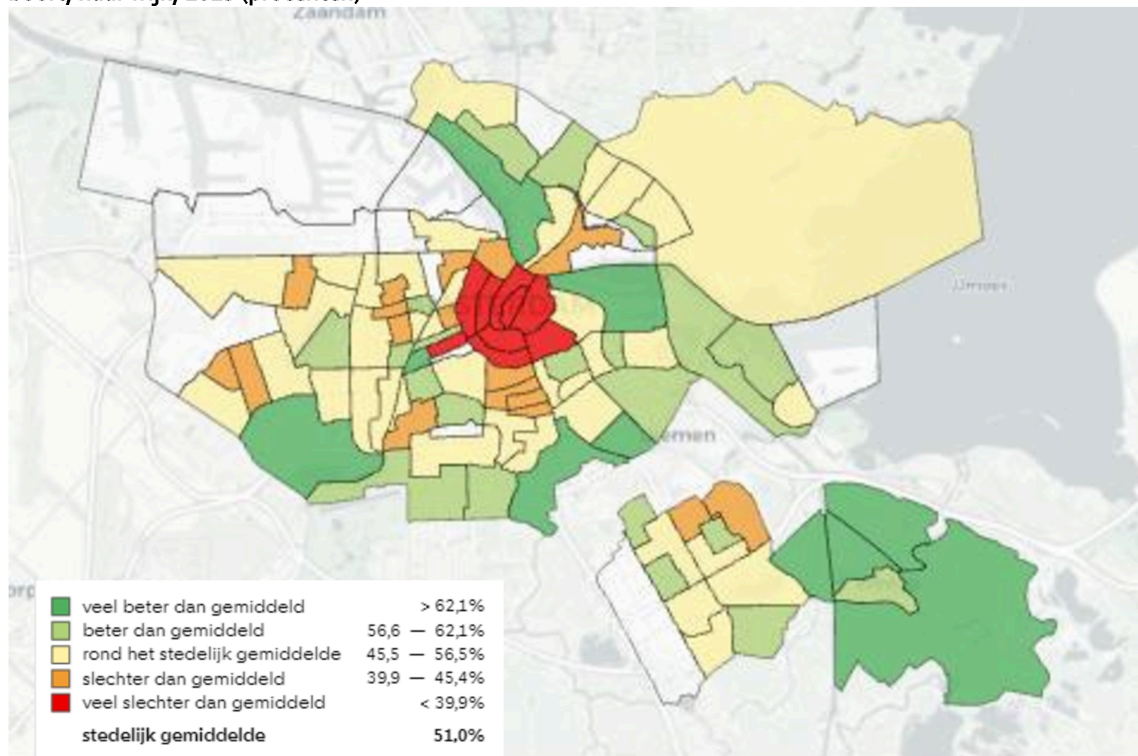 Zaandam
IJmeer
veel beter dan gemiddeld > 62,1%
beter dan gemiddeld 56,6 — 62,1%
rond het stedelijk gemiddelde 45,5 — 56,5%
slechter dan gemiddeld 39,9 — 45,4%
veel slechter dan gemiddeld < 39,9%
stedelijk gemiddelde 51,0%